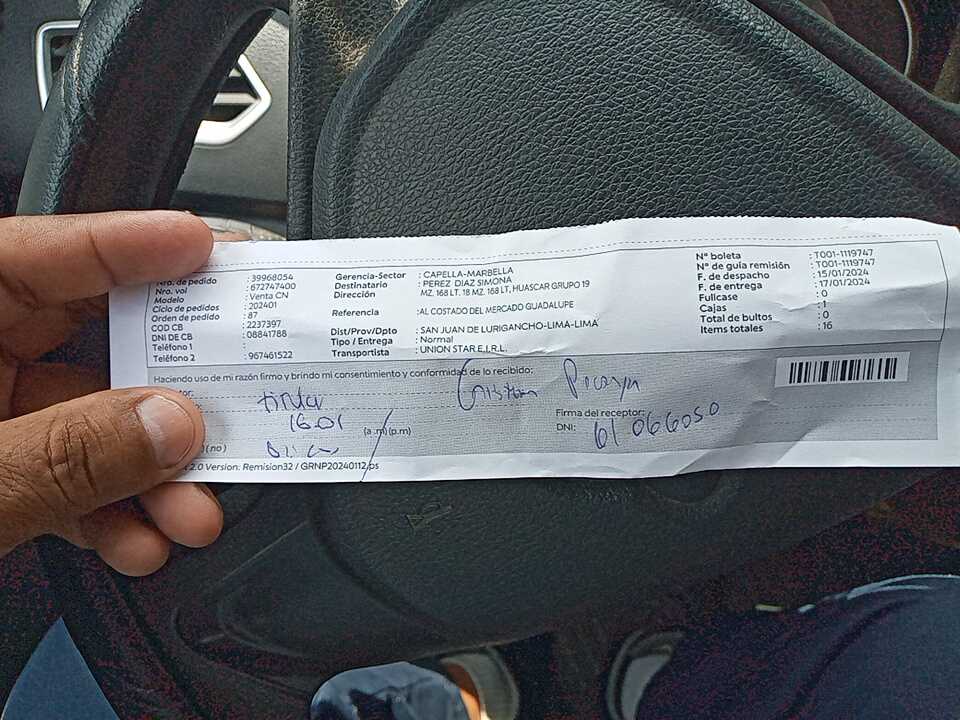 Nro. de pedido : 39968054
Nro. vol : 672747400
Modelo : Venta CN
Ciclo de pedidos : 202401
Orden de pedido : 87
COD CB : 2237397
DNI DE CB : 08841788
Teléfono 1 :
Teléfono 2 : 967461522
Gerencia-Sector : CAPELLA-MARBELLA
Destinatario : PEREZ DIAZ SIMONA
Dirección MZ, 168 LT. 18 MZ. 168 LT, HUASCAR GRUPO 19
Referencia : AL COSTADO DEL MERCADO GUADALUPE
Dist/Prov/Dpto : SAN JUAN DE LURIGANCHO-LIMA-LIMA
Tipo / Entrega : Normal
Transportista : UNION STAR E.I.R.L.
N° boleta : T001-1119747
N° de guía remisión : T001-1119747
F. de despacho : 15/01/2024
F. de entrega : 17/01/2024
Fullcase : 0
Cajas : 1
Total de bultos : 0
Items totales : 16
Haciendo uso de mi razón firmo y brindo mi consentimiento y conformidad de lo recibido:
16.01 (a.m) (p.m)
(no)
Firma del receptor:
DNI: 61066050
2.0 Version: Remision32 / GRNP20240112.ps